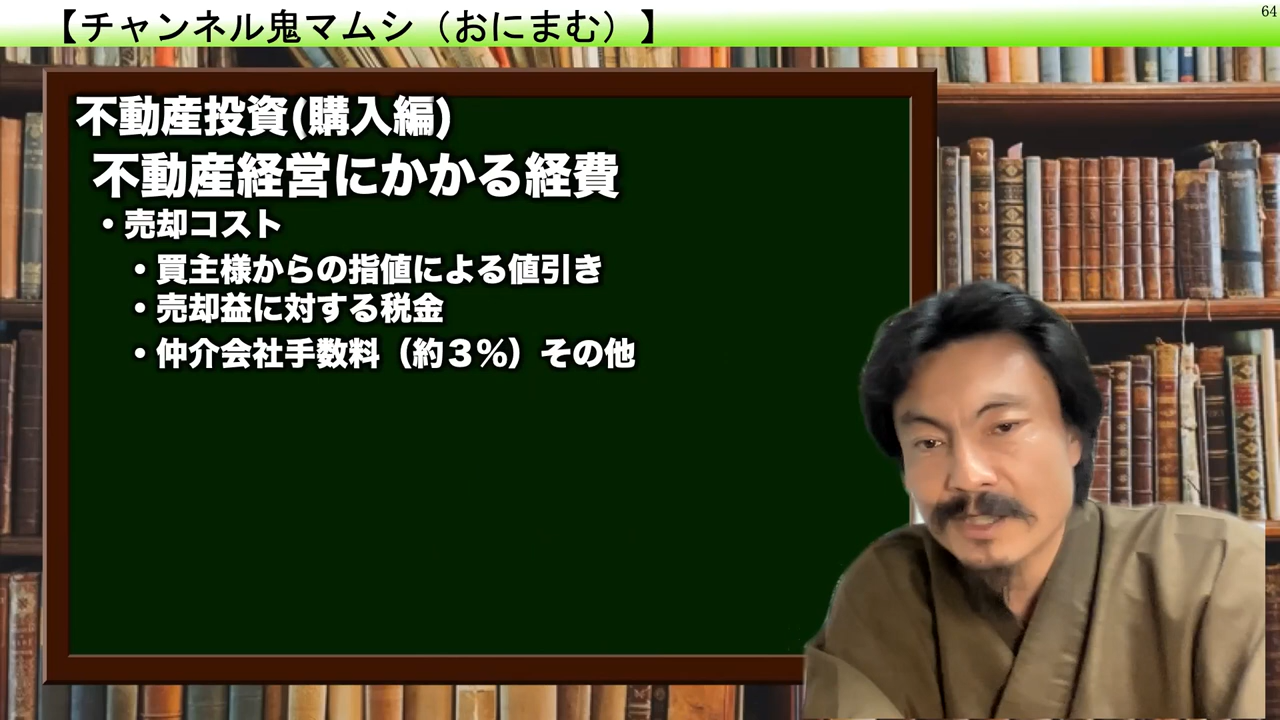 【チャンネル鬼マムシ（おにまむ）】
64
不動産投資(購入編)
不動産経営にかかる経費
・売却コスト
・買主様からの指値による値引き
・売却益に対する税金
・仲介会社手数料（約３％）その他